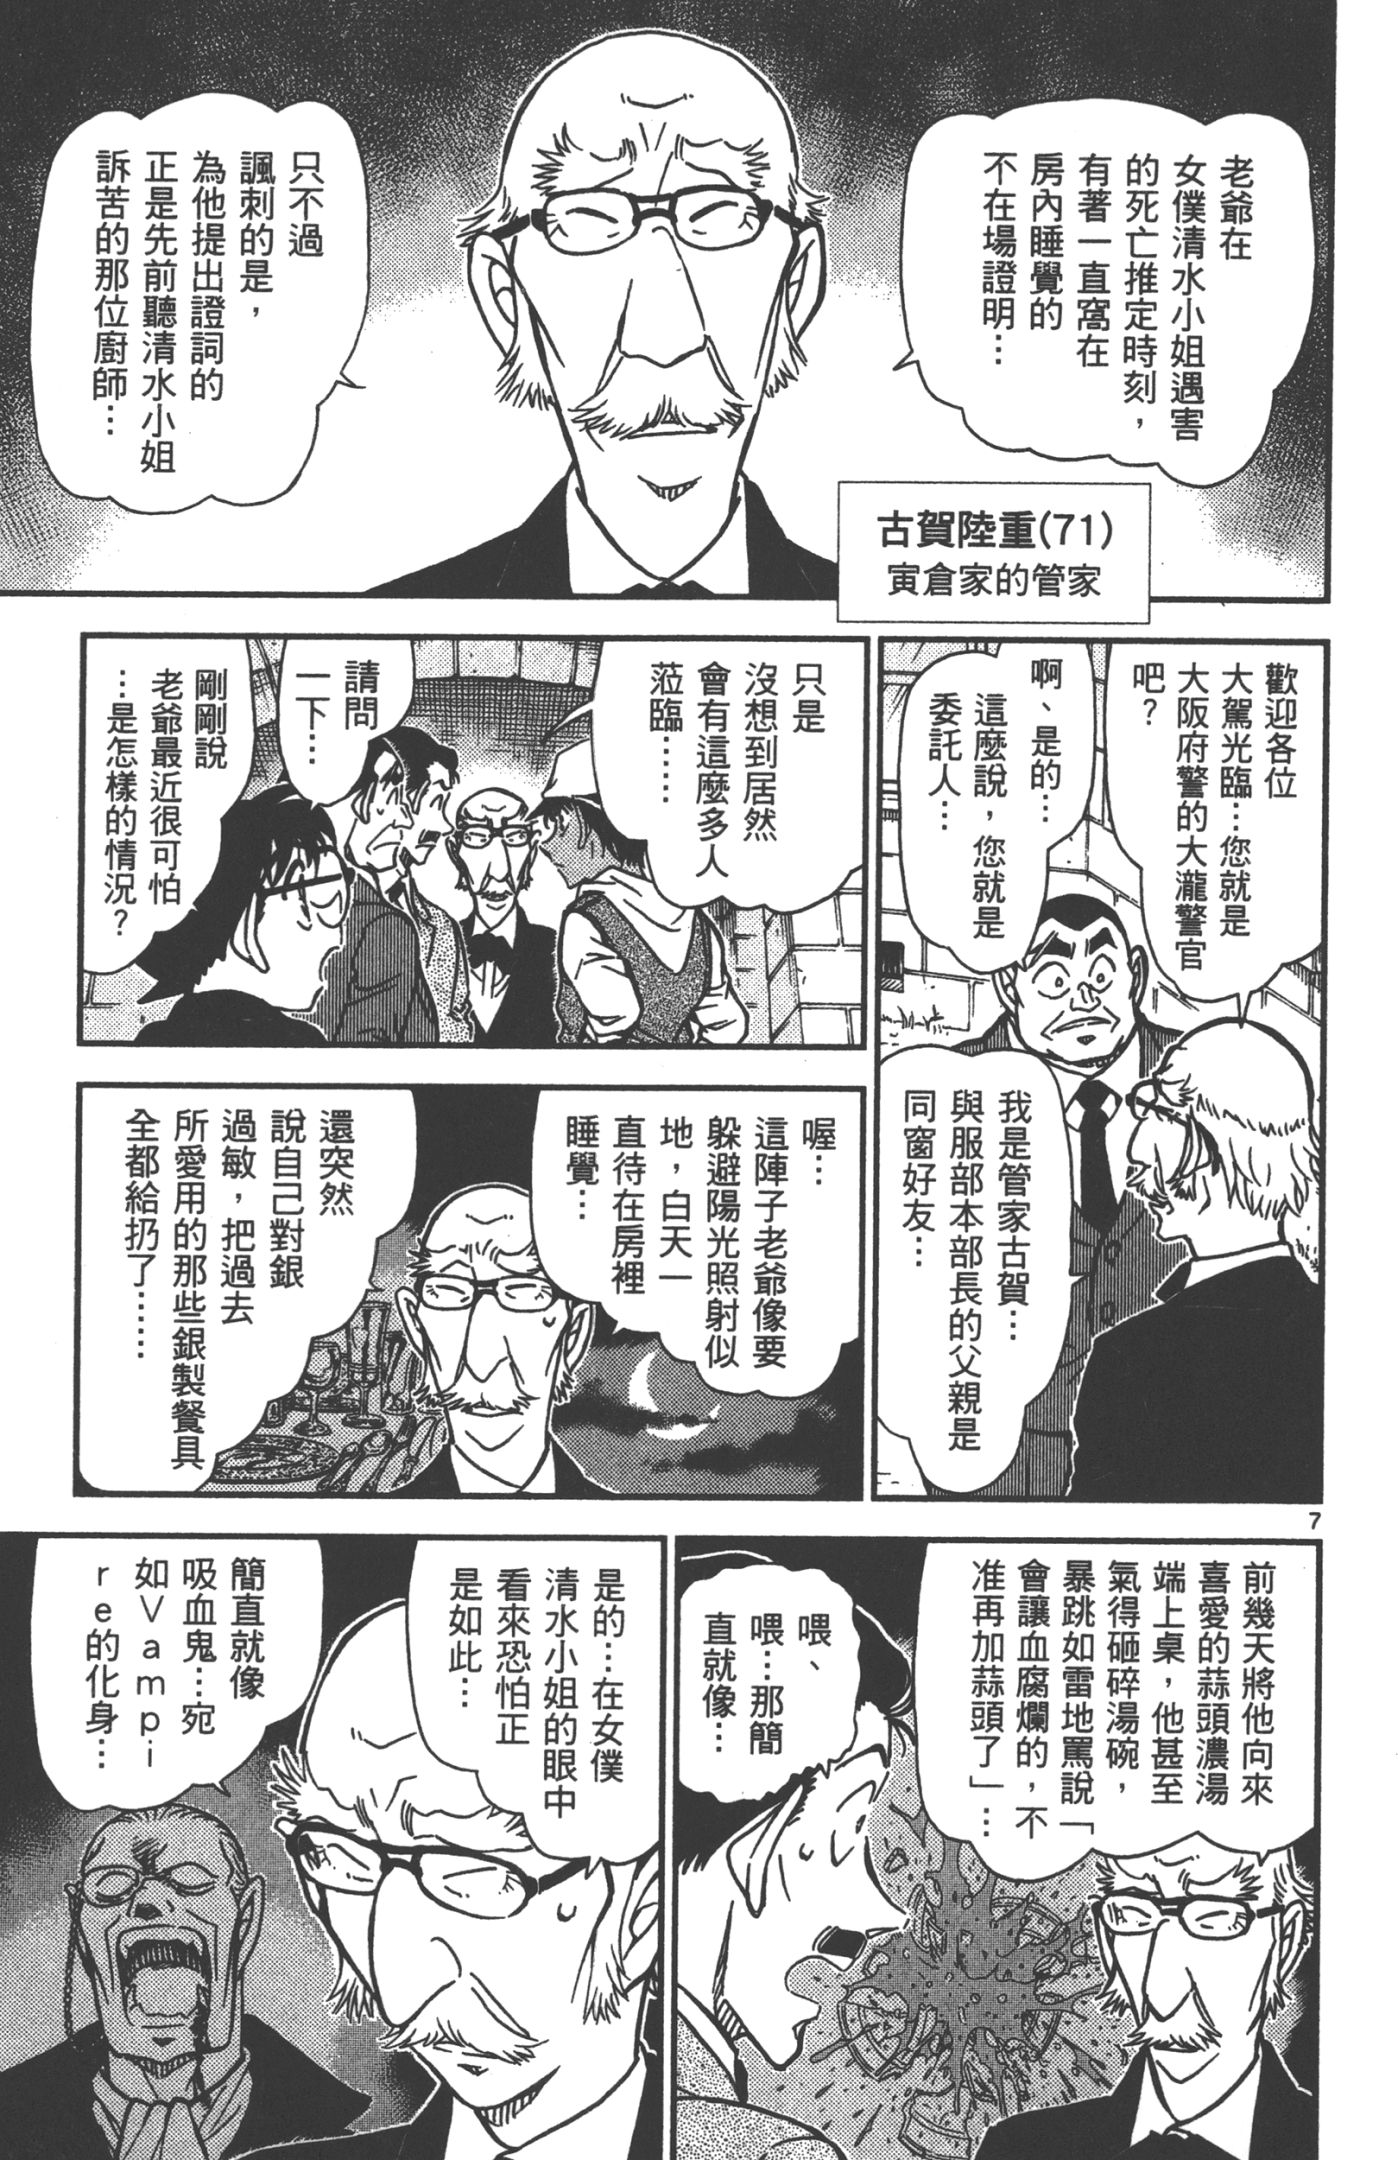 老爺在
女僕清水小姐遇害
的死亡推定時刻，
有著一直窩在
房內睡覺的
不在場證明…
只不過
諷刺的是，
為他提出證詞的
正是先前聽清水小姐
訴苦的那位廚師…
古賀陸重(71)
寅倉家的管家
歡迎各位
大駕光臨…您就是
大阪府警的大瀧警官
吧？
啊、是的…
這麼說，您就是
委託人…
我是管家古賀…
與服部本部長的父親是
同窗好友…
只是
沒想到居然
會有這麼多人
蒞臨……
請問
一下…
剛剛說
老爺最近很可怕
…是怎樣的情況？
喔…
這陣子老爺像要
躲避陽光照射似
地，白天一
直待在房裡
睡覺…
還突然
說自己對銀
過敏，把過去
所愛用的那些銀製餐具
全都給扔了……
7
前幾天將他向來
喜愛的蒜頭濃湯
端上桌，他甚至
氣得砸碎湯碗，
暴跳如雷地罵說「
會讓血腐爛的，不
准再加蒜頭了」…
喂、
喂…那簡
直就像…
是的…在女僕
清水小姐的眼中
看來恐怕正
是如此…
簡直就像
吸血鬼…宛
如Ｖａｍｐｉ
ｒｅ的化身…